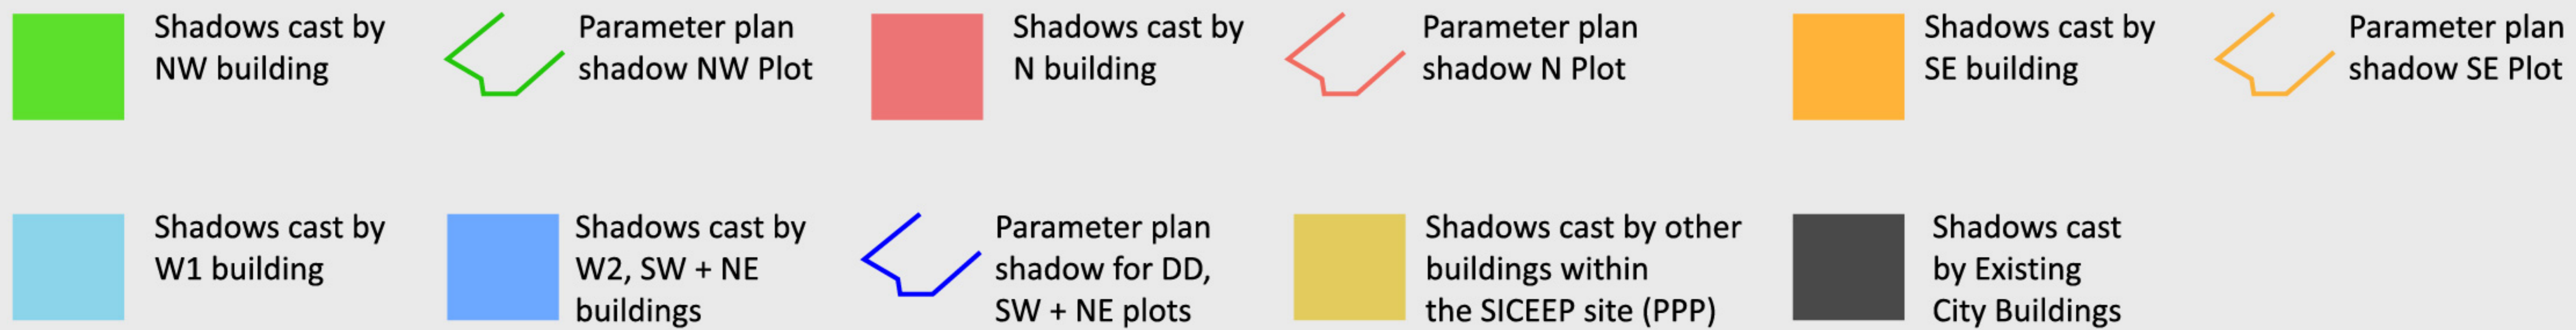 Shadows cast by
NW building
Parameter plan
shadow NW Plot
Shadows cast by
N building
Parameter plan
shadow N Plot
Shadows cast by
SE building
Parameter plan
shadow SE Plot
Shadows cast by
W1 building
Shadows cast by
W2, SW + NE
buildings
Parameter plan
shadow for DD,
SW + NE plots
Shadows cast by other
buildings within
the SICEEP site (PPP)
Shadows cast
by Existing
City Buildings